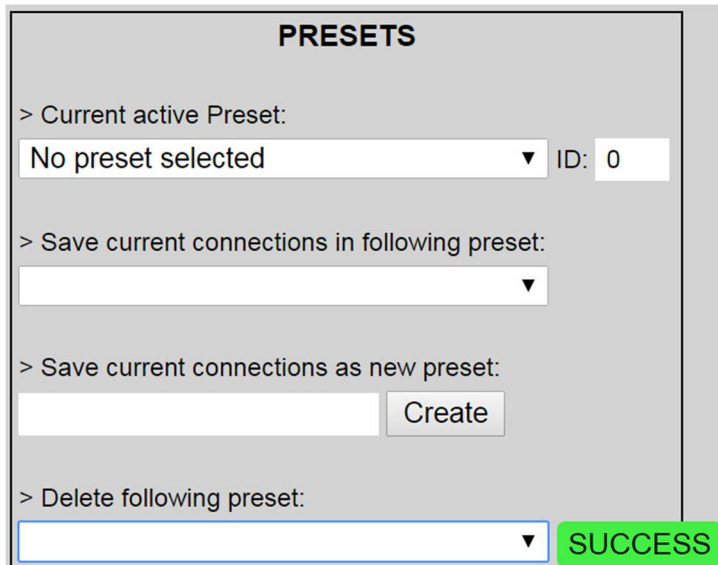 PRESETS
> Current active Preset:
No preset selected ▼ ID: 0
> Save current connections in following preset:
▼
> Save current connections as new preset:
Create
> Delete following preset:
▼ SUCCESS